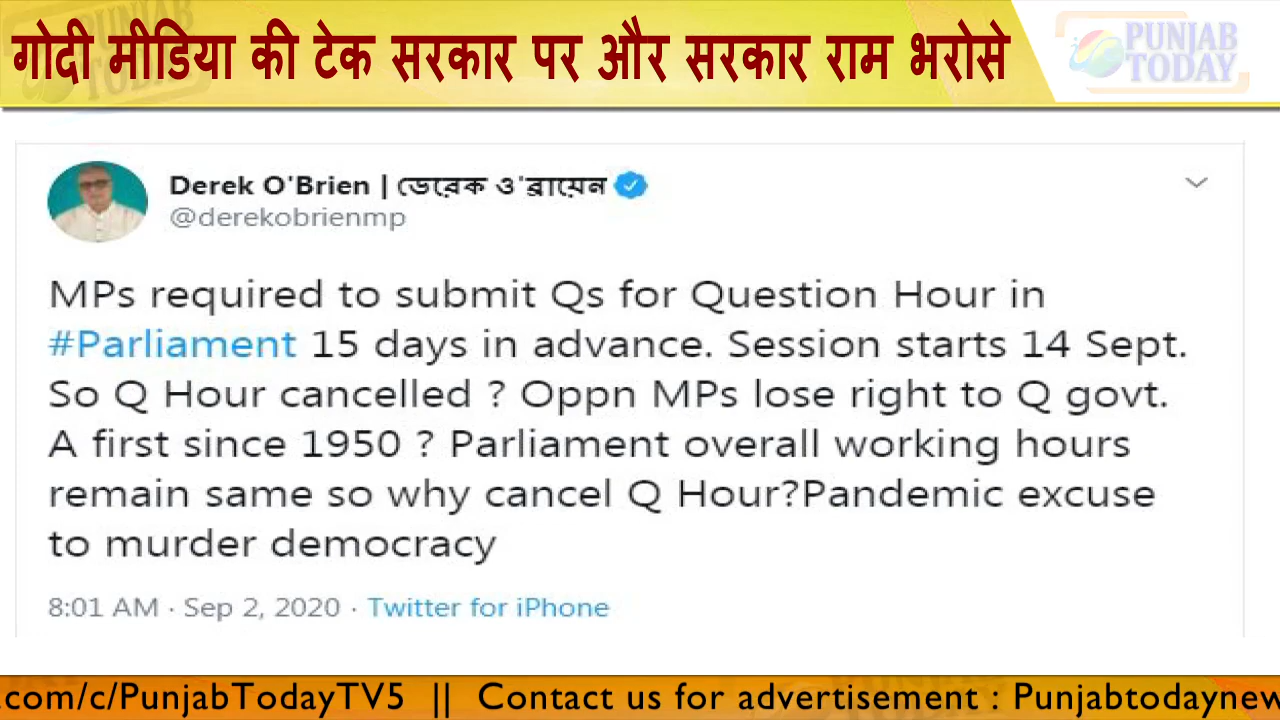 गोदी मीडिया की टेक सरकार पर और सरकार राम भरोसे
PUNJAB
TODAY
Derek O'Brien | ডেরেক ও'ব্রায়েন
@derekobrienmp
MPs required to submit Qs for Question Hour in
#Parliament 15 days in advance. Session starts 14 Sept.
So Q Hour cancelled ? Oppn MPs lose right to Q govt.
A first since 1950 ? Parliament overall working hours
remain same so why cancel Q Hour?Pandemic excuse
to murder democracy
8:01 AM · Sep 2, 2020 · Twitter for iPhone
.com/c/PunjabTodayTV5 || Contact us for advertisement : Punjabtodaynew